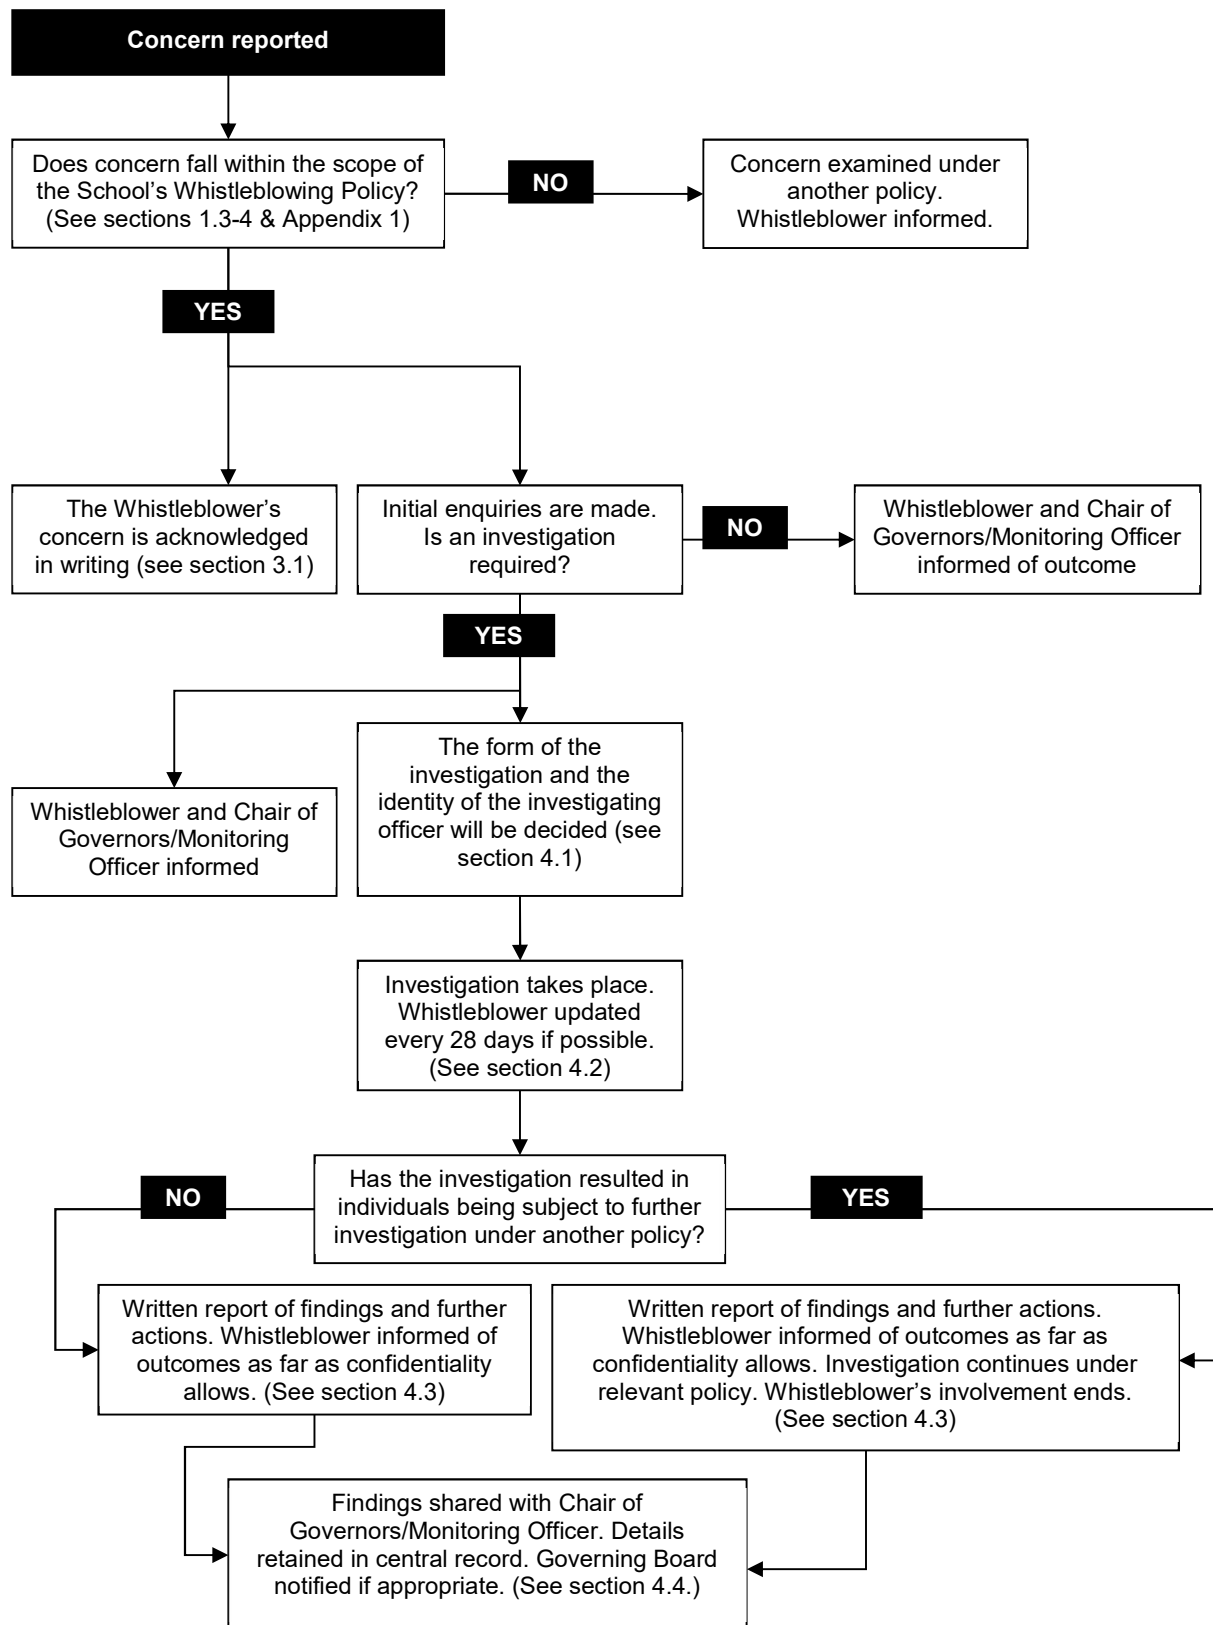 Concern reported
Does concern fall within the scope of
the School’s Whistleblowing Policy?
(See sections 1.3-4 & Appendix 1)
NO
Concern examined under
another policy.
Whistleblower informed.
YES
The Whistleblower’s
concern is acknowledged
in writing (see section 3.1)
Initial enquiries are made.
Is an investigation
required?
NO
Whistleblower and Chair of
Governors/Monitoring Officer
informed of outcome
YES
Whistleblower and Chair of
Governors/Monitoring
Officer informed
The form of the
investigation and the
identity of the investigating
officer will be decided (see
section 4.1)
Investigation takes place.
Whistleblower updated
every 28 days if possible.
(See section 4.2)
Has the investigation resulted in
individuals being subject to further
investigation under another policy?
NO
YES
Written report of findings and further
actions. Whistleblower informed of
outcomes as far as confidentiality
allows. (See section 4.3)
Written report of findings and further actions.
Whistleblower informed of outcomes as far as
confidentiality allows. Investigation continues under
relevant policy. Whistleblower’s involvement ends.
(See section 4.3)
Findings shared with Chair of
Governors/Monitoring Officer. Details
retained in central record. Governing Board
notified if appropriate. (See section 4.4.)